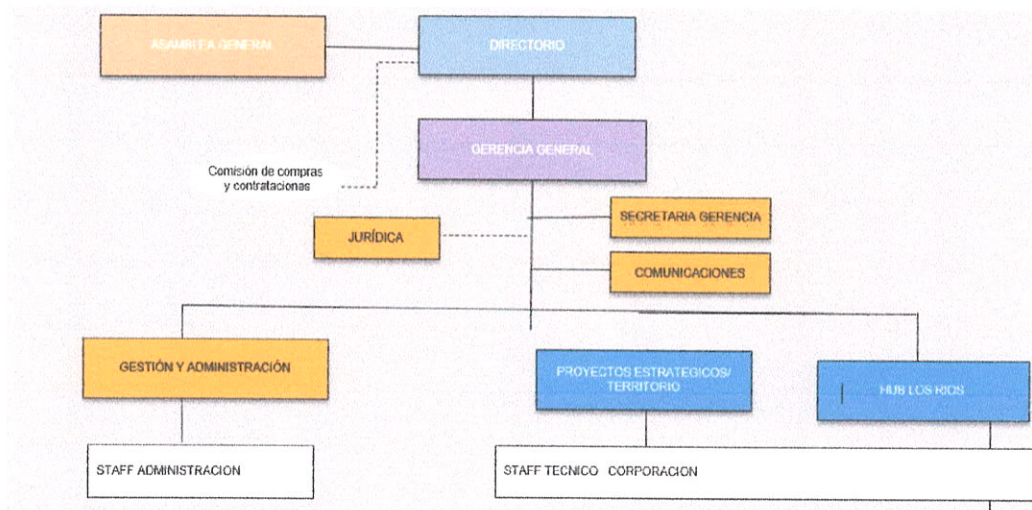 ASAMBLEA GENERAL
DIRECTORIO
GERENCIA GENERAL
Comisión de compras
y contrataciones
SECRETARIA GERENCIA
JURÍDICA
COMUNICACIONES
GESTIÓN Y ADMINISTRACIÓN
PROYECTOS ESTRATEGICOS/
TERRITORIO
HUB LOS RIOS
STAFF ADMINISTRACION
STAFF TECNICO CORPORACION